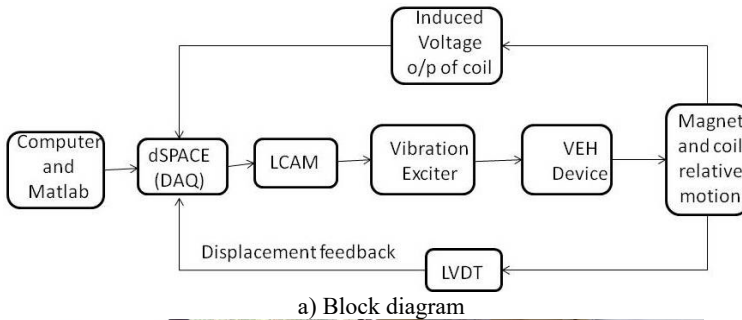 Induced
Voltage
o/p of coil
Computer
and
Matlab
dSPACE
(DAQ)
LCAM
Vibration
Exciter
VEH
Device
Magnet
and coil
relative
motion
Displacement feedback
LVDT
a) Block diagram